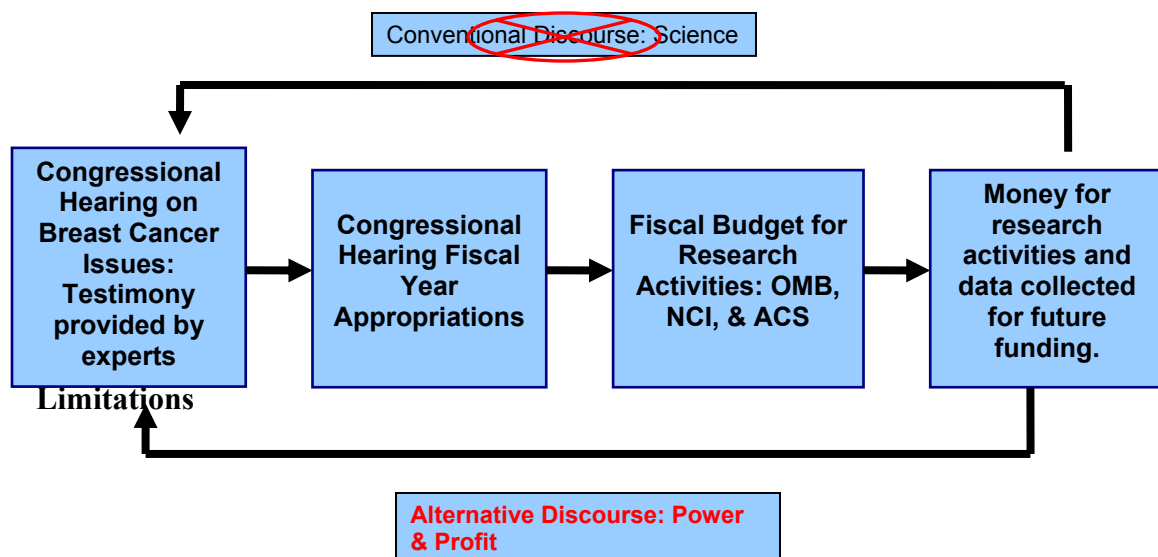 Conventional Discourse: Science
Congressional
Hearing on
Breast Cancer
Issues:
Testimony
provided by
experts
Congressional
Hearing Fiscal
Year
Appropriations
Fiscal Budget for
Research
Activities: OMB,
NCI, & ACS
Money for
research
activities and
data collected
for future
funding.
Limitations
Alternative Discourse: Power
& Profit